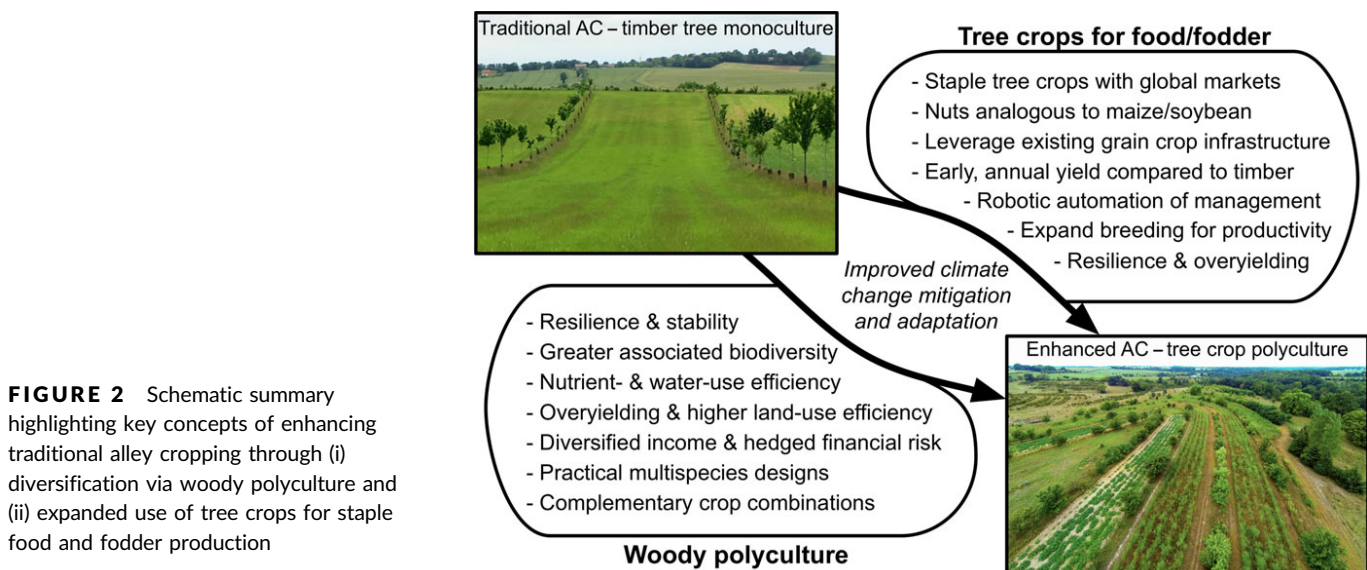 Traditional AC – timber tree monoculture
Tree crops for food/fodder
- Staple tree crops with global markets
- Nuts analogous to maize/soybean
- Leverage existing grain crop infrastructure
- Early, annual yield compared to timber
- Robotic automation of management
- Expand breeding for productivity
- Resilience & overyielding
Improved climate
change mitigation
and adaptation
- Resilience & stability
- Greater associated biodiversity
- Nutrient- & water-use efficiency
- Overyielding & higher land-use efficiency
- Diversified income & hedged financial risk
- Practical multispecies designs
- Complementary crop combinations
Woody polyculture
Enhanced AC – tree crop polyculture
FIGURE 2 Schematic summary
highlighting key concepts of enhancing
traditional alley cropping through (i)
diversification via woody polyculture and
(ii) expanded use of tree crops for staple
food and fodder production